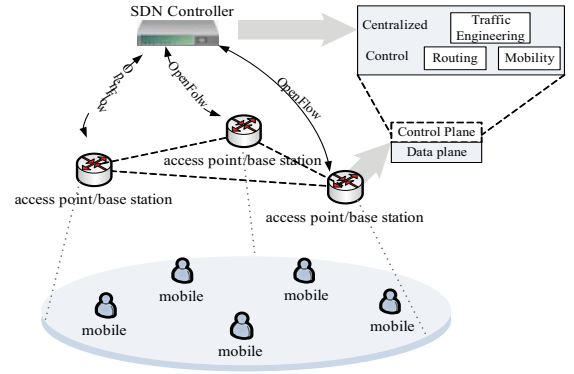 SDN Controller
Centralized
Traffic
Engineering
Control
Routing
Mobility
OpenFlow
OpenFolw
OpenFlow
Control Plane
Data plane
access point/base station
access point/base station
access point/base station
mobile
mobile
mobile
mobile
mobile